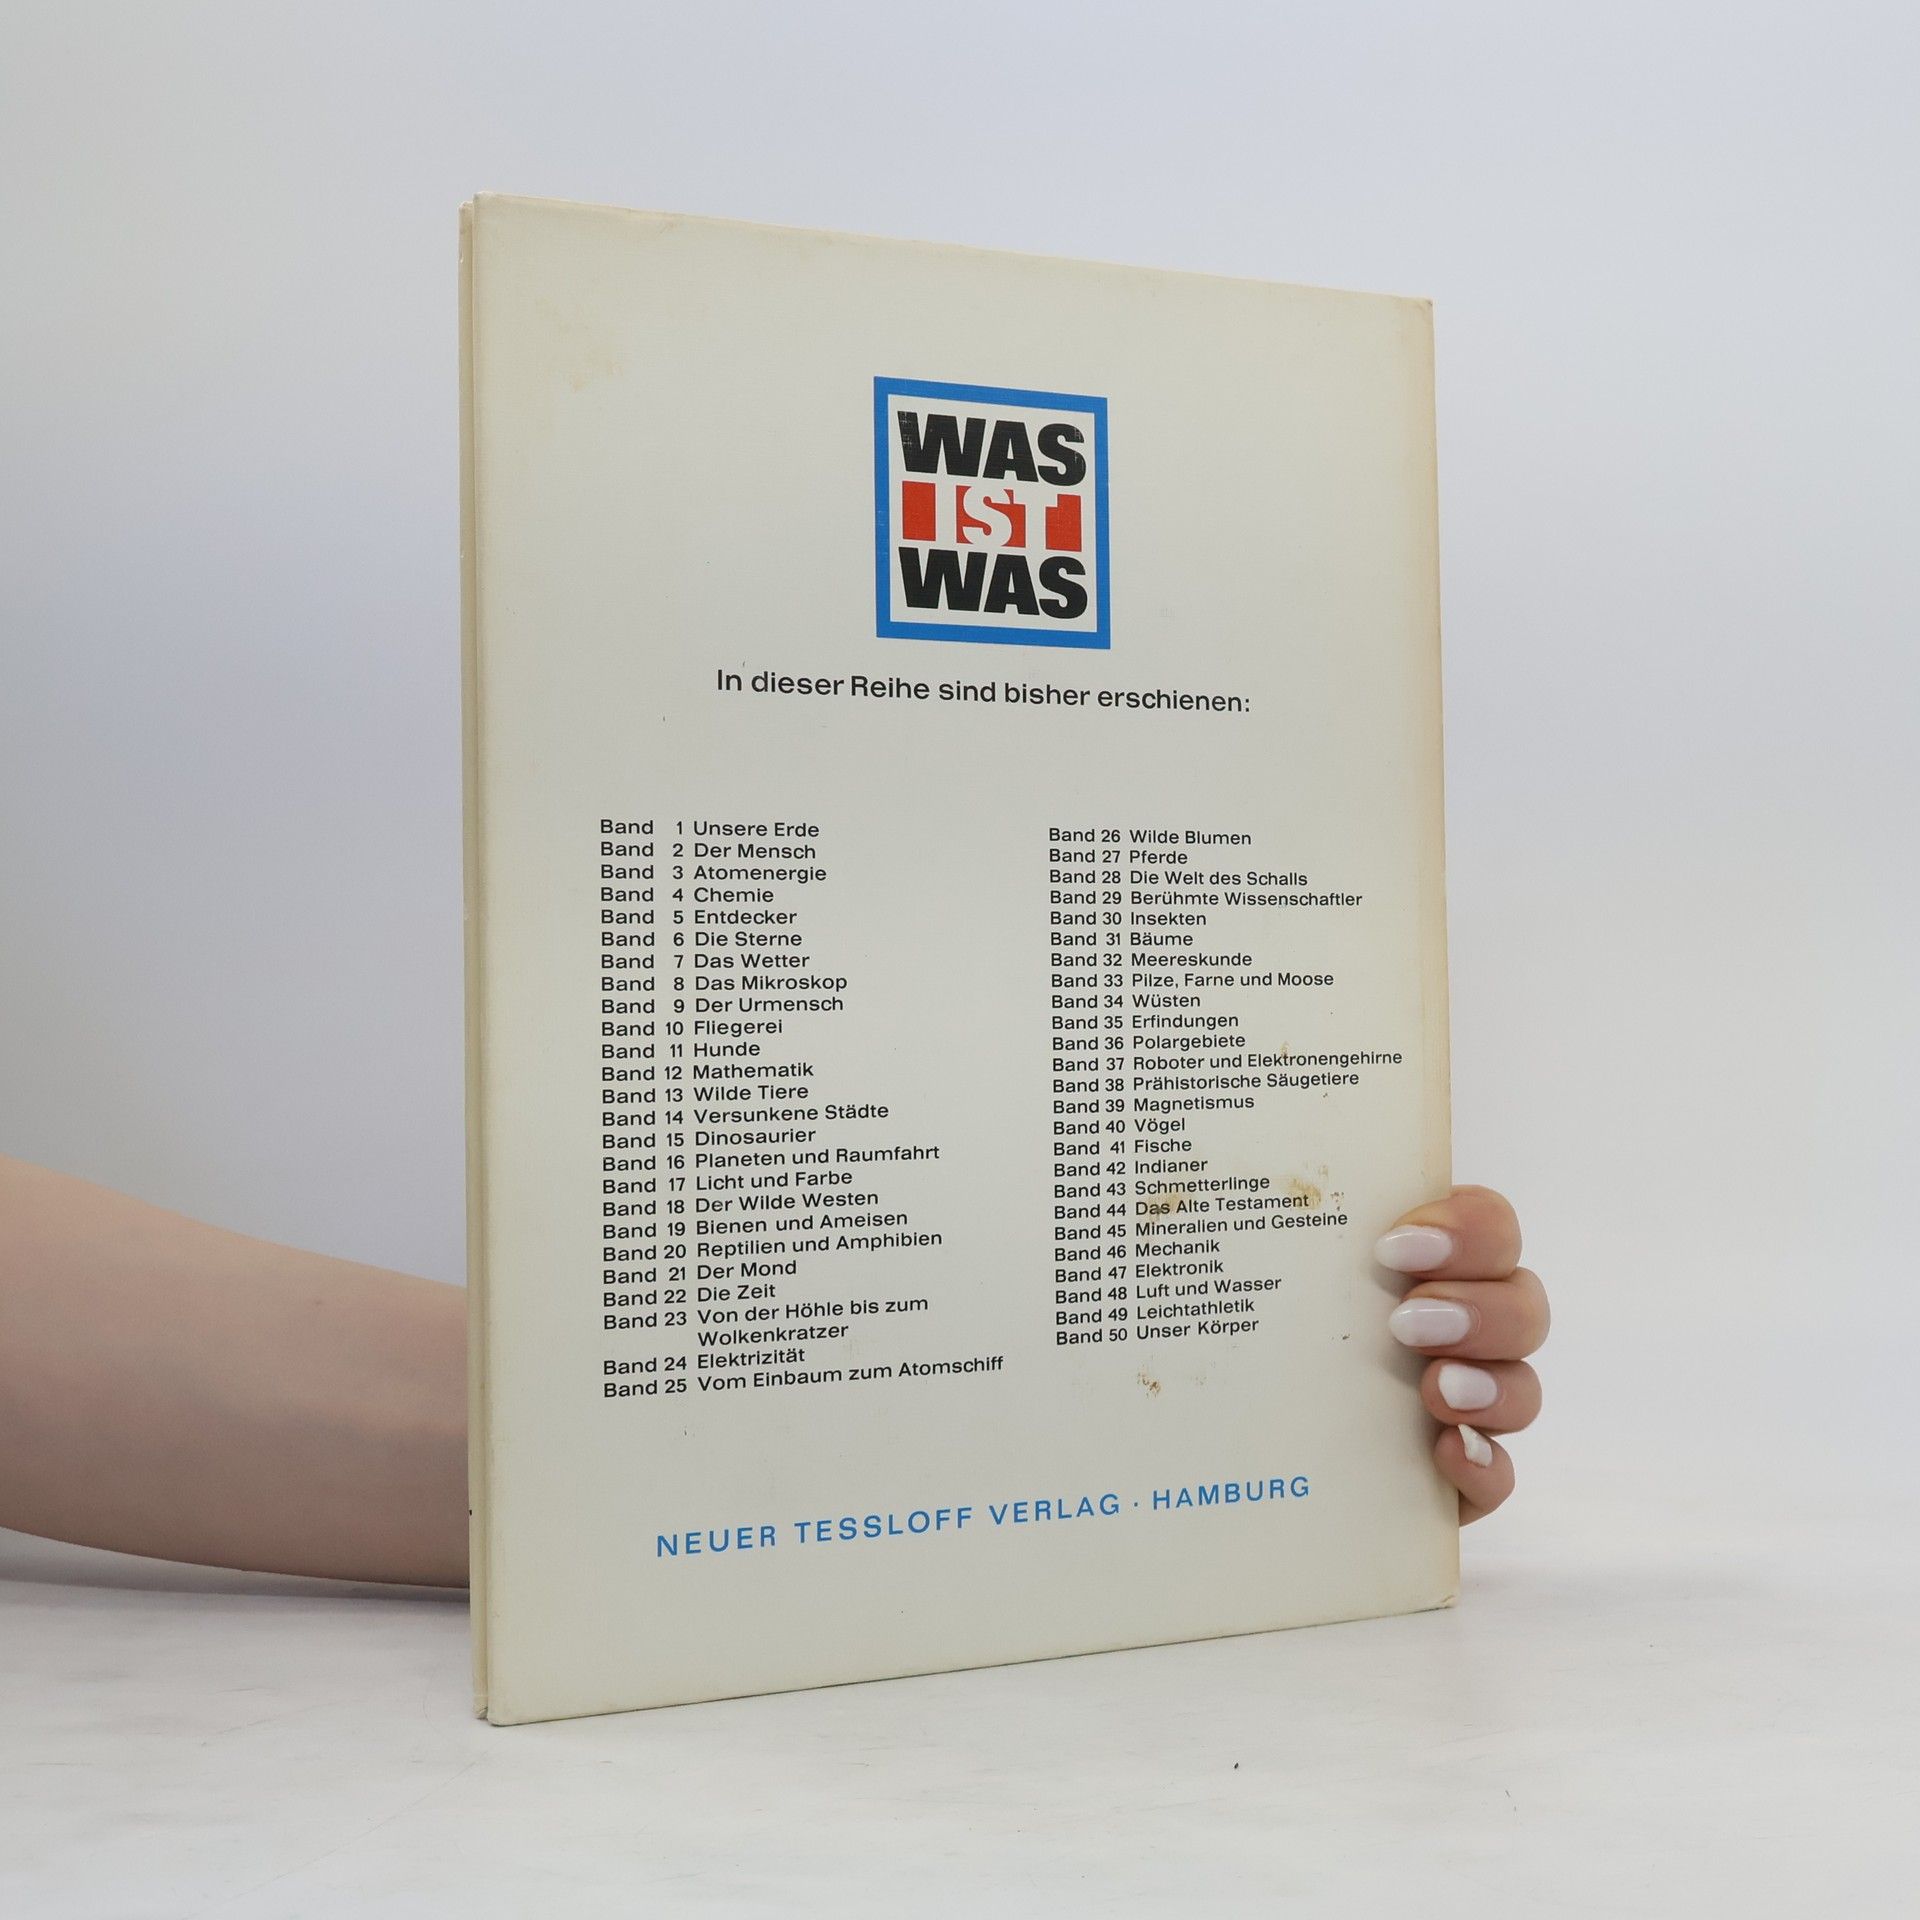 WAS
IST
WAS
In dieser Reihe sind bisher erschienen:
Band 1 Unsere Erde
Band 2 Der Mensch
Band 3 Atomenergie
Band 4 Chemie
Band 5 Entdecker
Band 6 Die Sterne
Band 7 Das Wetter
Band 8 Das Mikroskop
Band 9 Der Urmensch
Band 10 Fliegerei
Band 11 Hunde
Band 12 Mathematik
Band 13 Wilde Tiere
Band 14 Versunkene Städte
Band 15 Dinosaurier
Band 16 Planeten und Raumfahrt
Band 17 Licht und Farbe
Band 18 Der Wilde Westen
Band 19 Bienen und Ameisen
Band 20 Reptilien und Amphibien
Band 21 Der Mond
Band 22 Die Zeit
Band 23 Von der Höhle bis zum
Wolkenkratzer
Band 24 Elektrizität
Band 25 Vom Einbaum zum Atomschiff
Band 26 Wilde Blumen
Band 27 Pferde
Band 28 Die Welt des Schalls
Band 29 Berühmte Wissenschaftler
Band 30 Insekten
Band 31 Bäume
Band 32 Meereskunde
Band 33 Pilze, Farne und Moose
Band 34 Wüsten
Band 35 Erfindungen
Band 36 Polargebiete
Band 37 Roboter und Elektronengehirne
Band 38 Prähistorische Säugetiere
Band 39 Magnetismus
Band 40 Vögel
Band 41 Fische
Band 42 Indianer
Band 43 Schmetterlinge
Band 44 Das Alte Testament
Band 45 Mineralien und Gesteine
Band 46 Mechanik
Band 47 Elektronik
Band 48 Luft und Wasser
Band 49 Leichtathletik
Band 50 Unser Körper
NEUER TESSLOFF VERLAG · HAMBURG